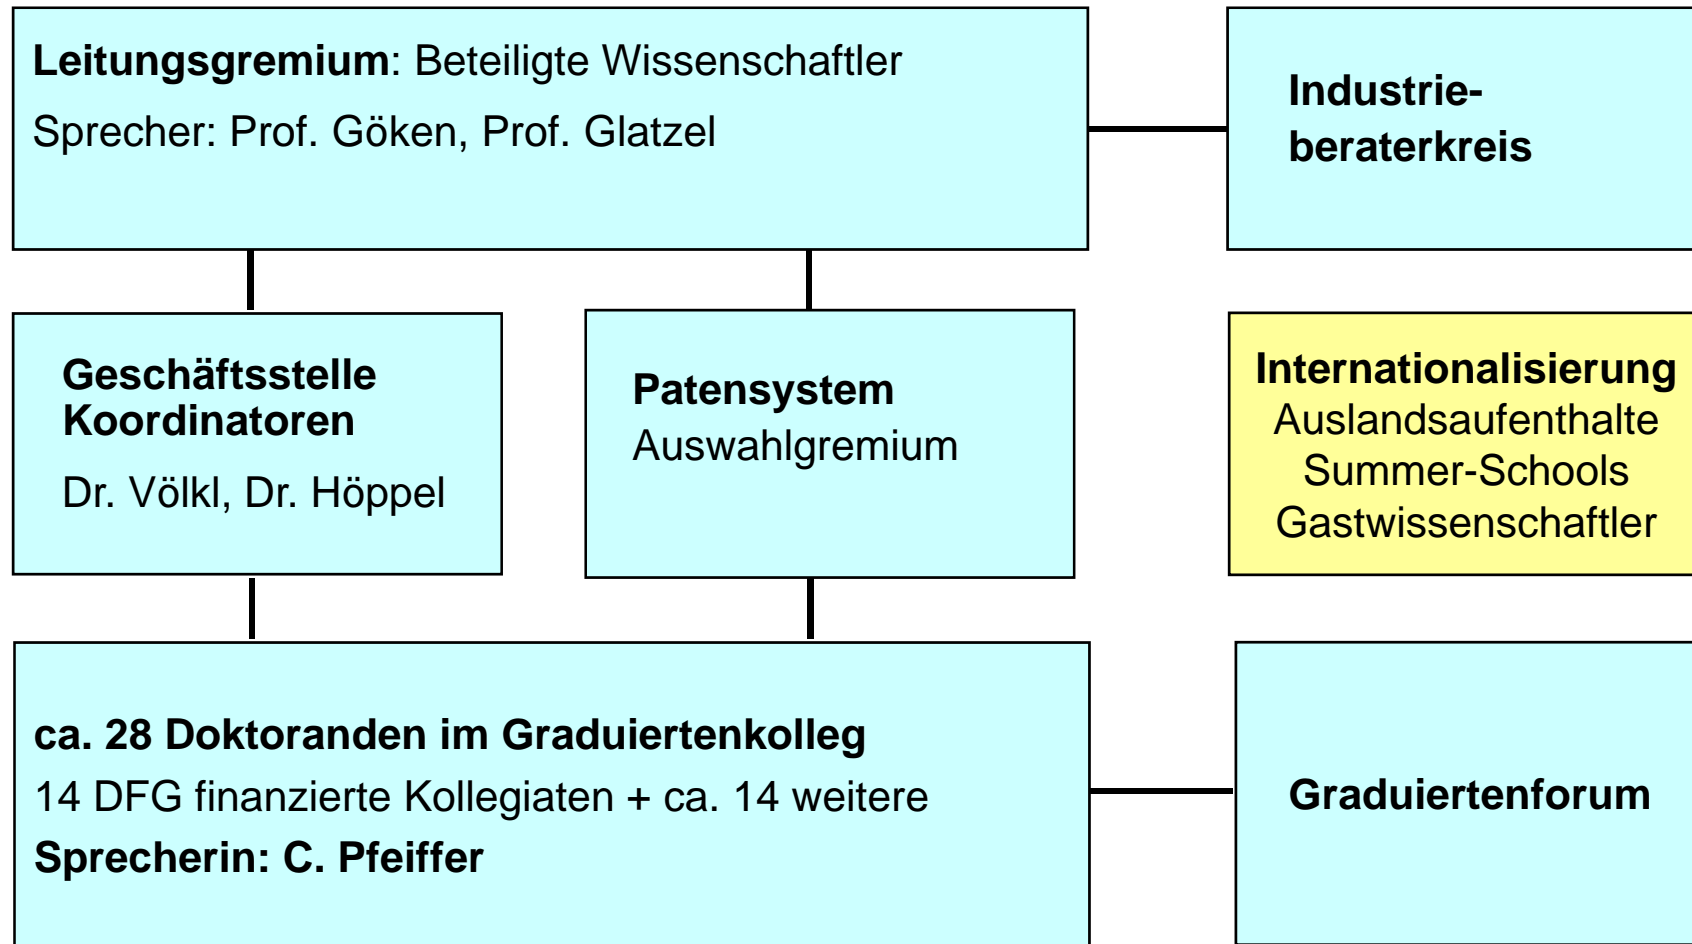 Leitungsgremium: Beteiligte Wissenschaftler
Sprecher: Prof. Göken, Prof. Glatzel
Industrie-
beraterkreis
Geschäftsstelle
Koordinatoren
Dr. Völkl, Dr. Höppel
Patensystem
Auswahlgremium
Internationalisierung
Auslandsaufenthalte
Summer-Schools
Gastwissenschaftler
ca. 28 Doktoranden im Graduiertenkolleg
14 DFG finanzierte Kollegiaten + ca. 14 weitere
Sprecherin: C. Pfeiffer
Graduiertenforum